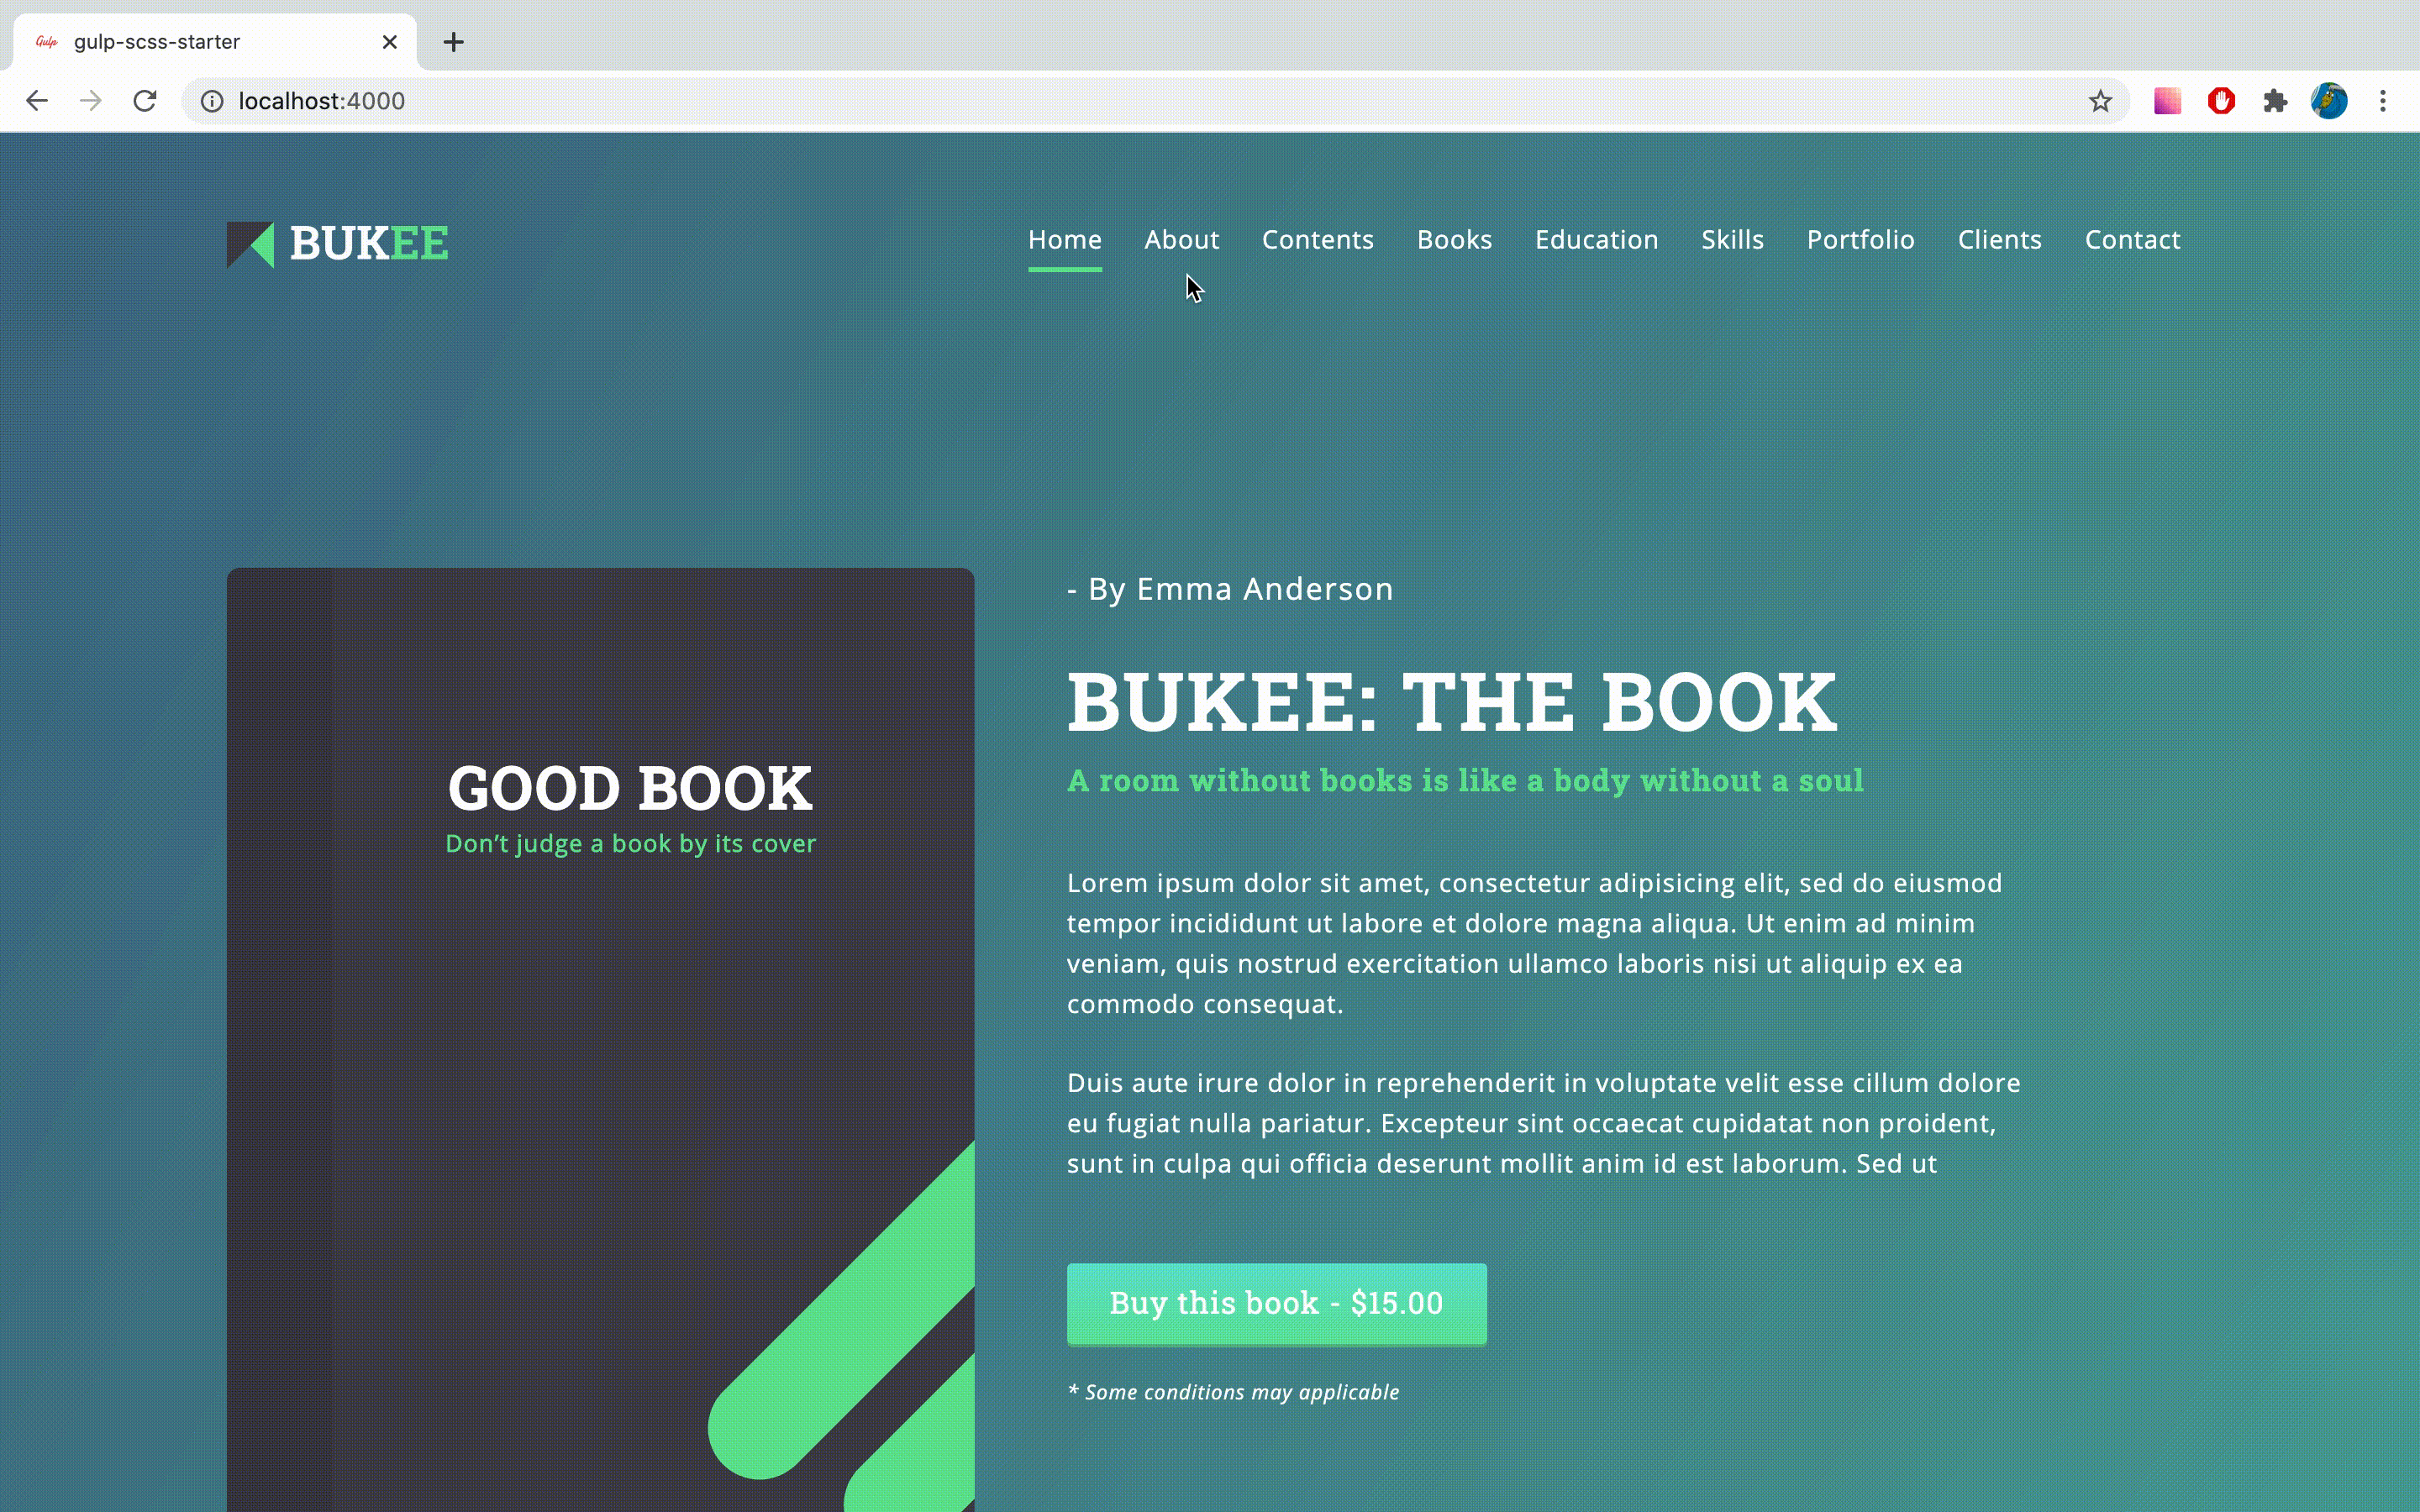 Gulp gulp-scss-starter
localhost:4000
BUKEE
Home About Contents Books Education Skills Portfolio Clients Contact
GOOD BOOK
Don’t judge a book by its cover
- By Emma Anderson
BUKEE: THE BOOK
A room without books is like a body without a soul
Lorem ipsum dolor sit amet, consectetur adipisicing elit, sed do eiusmod
tempor incididunt ut labore et dolore magna aliqua. Ut enim ad minim
veniam, quis nostrud exercitation ullamco laboris nisi ut aliquip ex ea
commodo consequat.
Duis aute irure dolor in reprehenderit in voluptate velit esse cillum dolore
eu fugiat nulla pariatur. Excepteur sint occaecat cupidatat non proident,
sunt in culpa qui officia deserunt mollit anim id est laborum. Sed ut
Buy this book - $15.00
* Some conditions may applicable